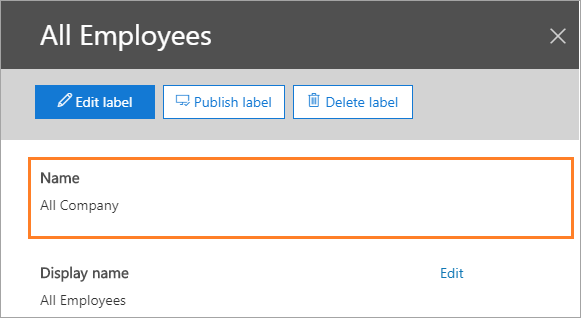 All Employees
Edit label Publish label Delete label
Name
All Company
Display name Edit
All Employees